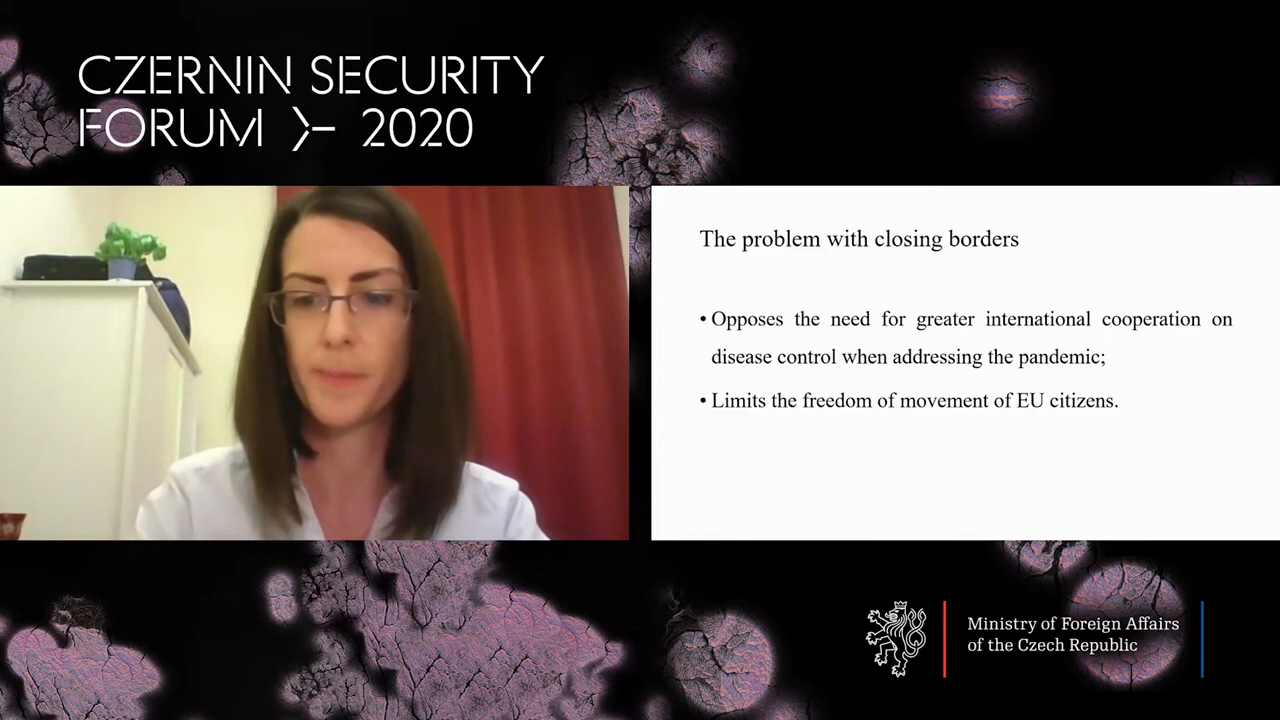 CZERNIN SECURITY
FORUM >– 2020
The problem with closing borders
• Opposes the need for greater international cooperation on
disease control when addressing the pandemic;
• Limits the freedom of movement of EU citizens.
Ministry of Foreign Affairs
of the Czech Republic